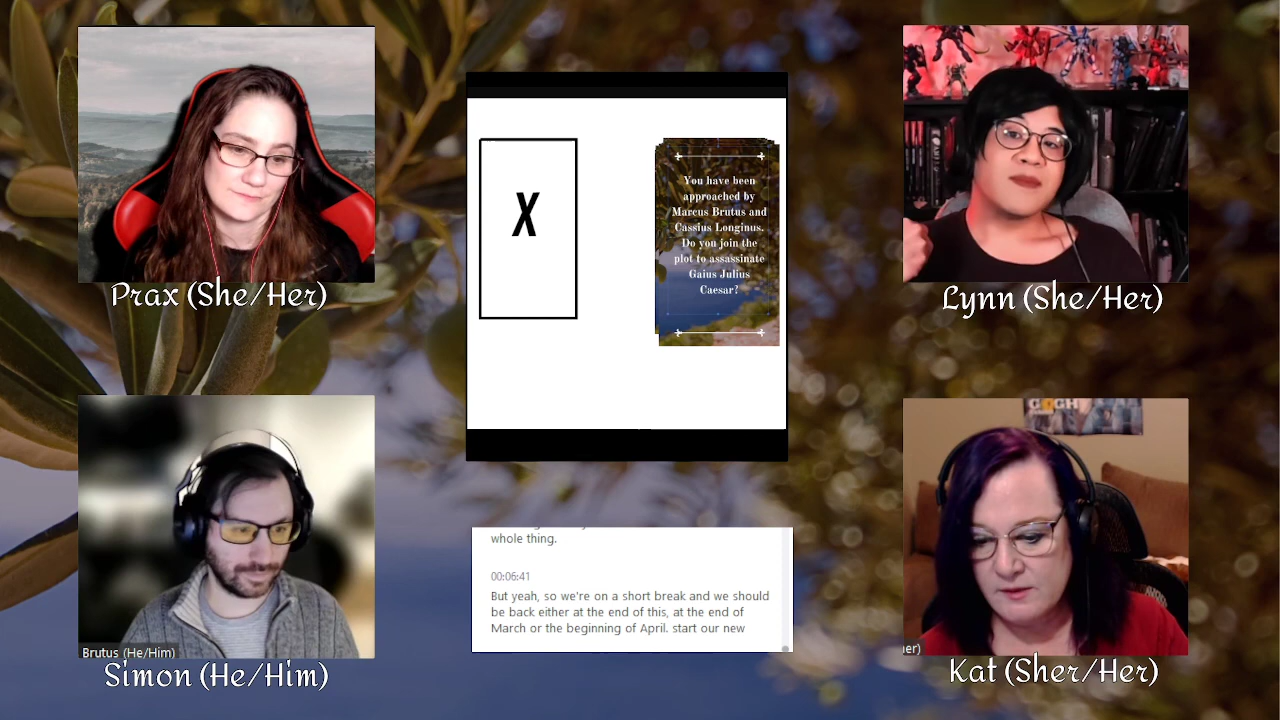 GOGH
X
You have been
approached by
Marcus Brutus and
Cassius Longinus.
Do you join the
plot to assassinate
Gaius Julius
Caesar?
Prax (She/Her)
Lynn (She/Her)
whole thing.
00:06:41
But yeah, so we're on a short break and we should
be back either at the end of this, at the end of
March or the beginning of April. start our new
Brutus (He/Him)
Simon (He/Him)
her)
Kat (Sher/Her)